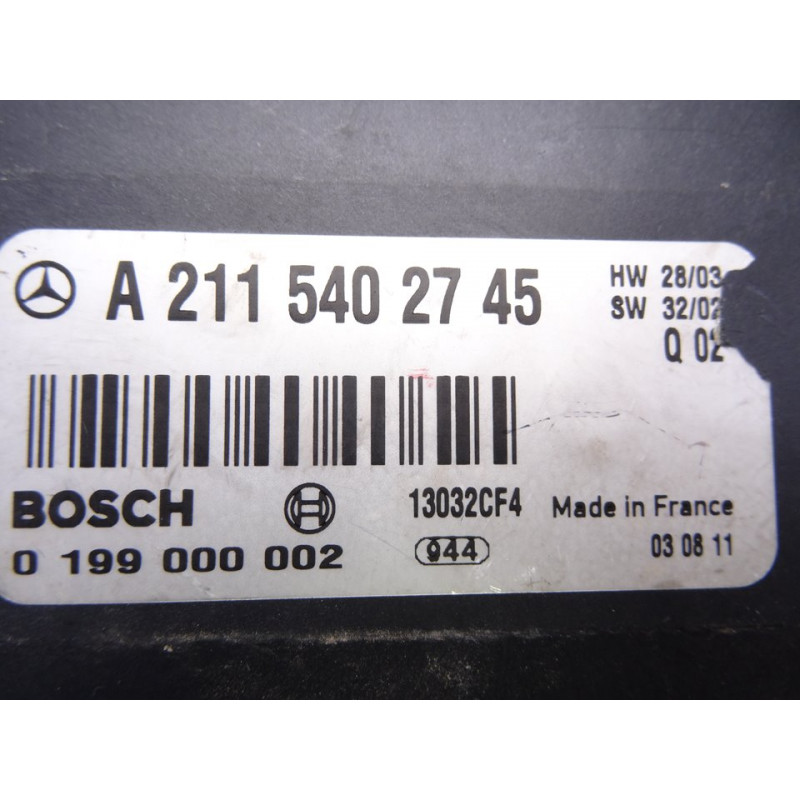 A 211 540 27 45
HW 28/03
SW 32/02
Q 02
BOSCH
13032CF4
Made in France
0 199 000 002
944
03 08 11